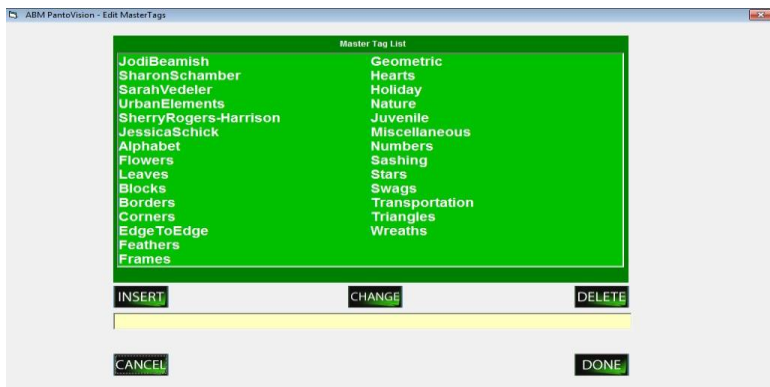 ABM PantoVision - Edit MasterTags
Master Tag List
JodiBeamish
SharonSchamber
SarahVedeler
UrbanElements
SherryRogers-Harrison
JessicaSchick
Alphabet
Flowers
Leaves
Blocks
Borders
Corners
EdgeToEdge
Feathers
Frames
Geometric
Hearts
Holiday
Nature
Juvenile
Miscellaneous
Numbers
Sashing
Stars
Swags
Transportation
Triangles
Wreaths
INSERT
CHANGE
DELETE
CANCEL
DONE